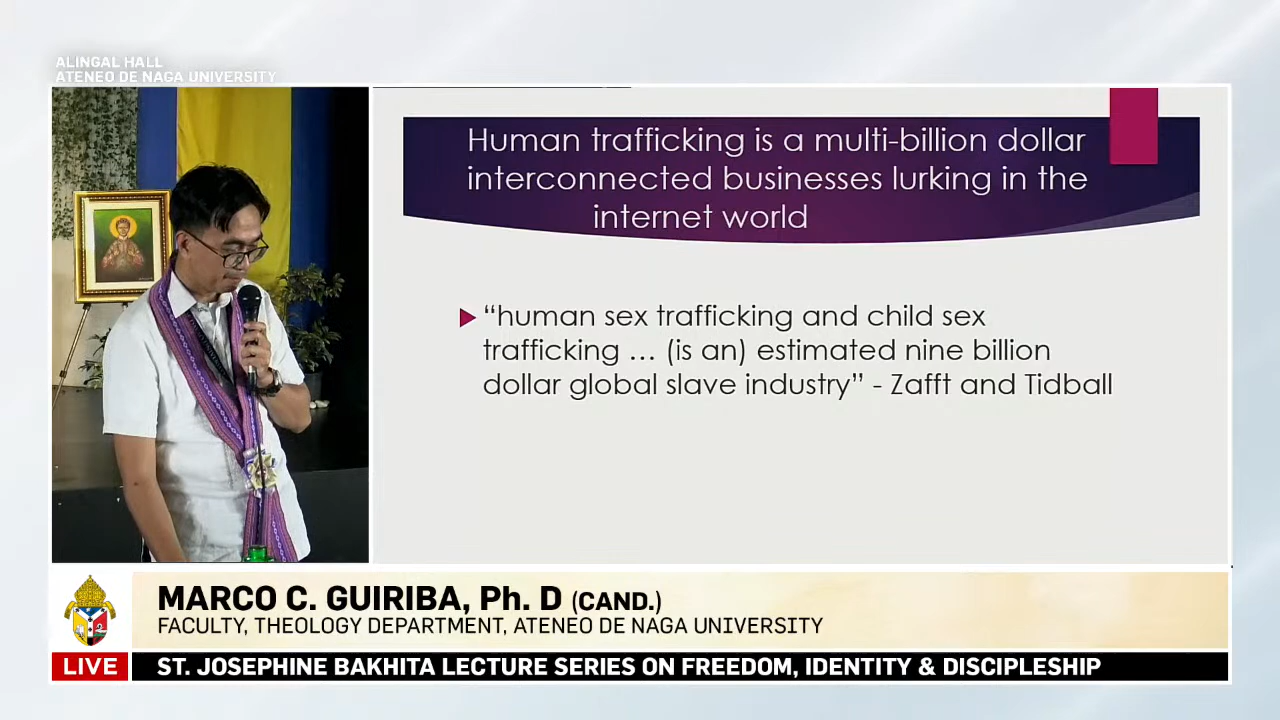 ALINGAL HALL
ATENEO DE NAGA UNIVERSITY
Human trafficking is a multi-billion dollar
interconnected businesses lurking in the
internet world
“human sex trafficking and child sex
trafficking … (is an) estimated nine billion
dollar global slave industry” - Zafft and Tidball
MARCO C. GUIRIBA, Ph. D (CAND.)
FACULTY, THEOLOGY DEPARTMENT, ATENEO DE NAGA UNIVERSITY
LIVE ST. JOSEPHINE BAKHITA LECTURE SERIES ON FREEDOM, IDENTITY & DISCIPLESHIP